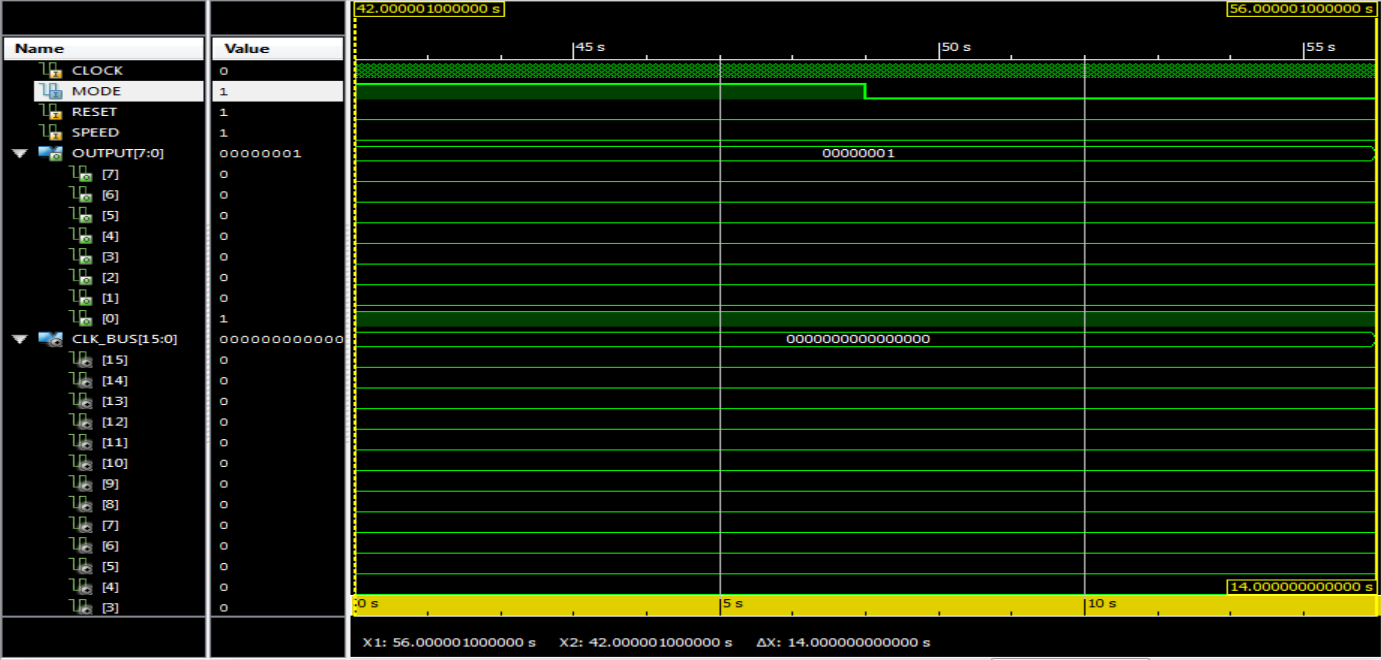 42.000001000000 s 56.000001000000 s
Name Value 45 s 50 s 55 s
CLOCK 0
MODE 1
RESET 1
SPEED 1
OUTPUT[7:0] 00000001 00000001
[7] 0
[6] 0
[5] 0
[4] 0
[3] 0
[2] 0
[1] 0
[0] 1
CLK_BUS[15:0] 000000000000 0000000000000000
[15] 0
[14] 0
[13] 0
[12] 0
[11] 0
[10] 0
[9] 0
[8] 0
[7] 0
[6] 0
[5] 0
[4] 0 14.000000000000 s
[3] 0 0 s 5 s 10 s
X1: 56.000001000000 s X2: 42.000001000000 s ΔX: 14.000000000000 s